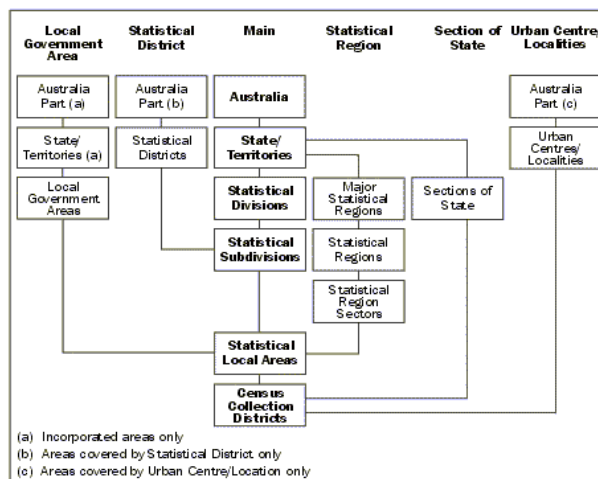 Local
Government
Area
Statistical
District
Main
Statistical
Region
Section of
State
Urban Centre/
Localities
Australia
Part (a)
Australia
Part (b)
Australia
Australia
Part (c)
State/
Territories (a)
Statistical
Districts
State/
Territories
Urban
Centres/
Localities
Local
Government
Areas
Statistical
Divisions
Major
Statistical
Regions
Sections of
State
Statistical
Subdivisions
Statistical
Regions
Statistical
Region
Sectors
Statistical
Local Areas
Census
Collection
Districts
(a) Incorporated areas only
(b) Areas covered by Statistical District only
(c) Areas covered by Urban Centre/Location only